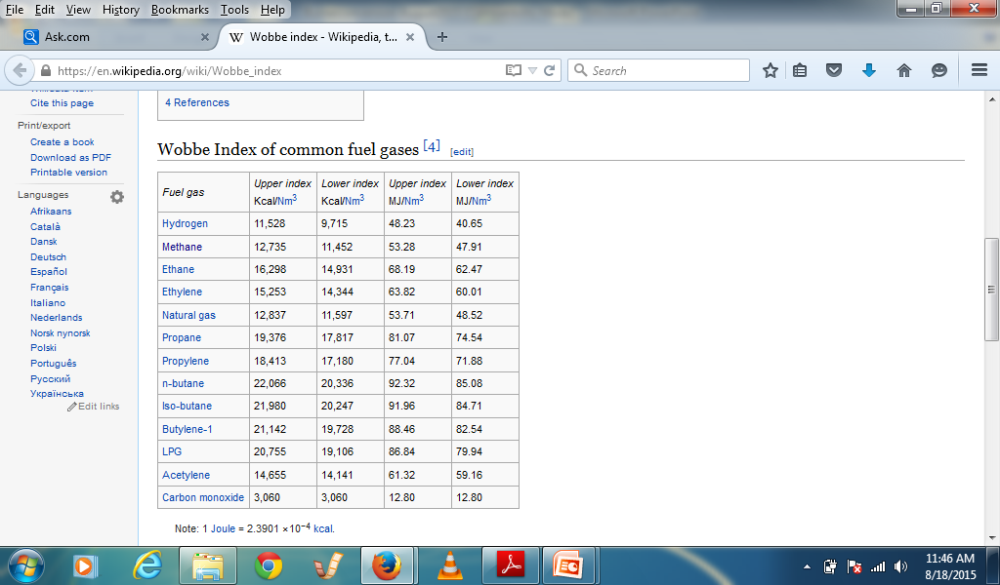 File Edit View History Bookmarks Tools Help
Ask.com
Wobbe index - Wikipedia, t...
https://en.wikipedia.org/wiki/Wobbe_index
Search
Cite this page
Print/export
Create a book
Download as PDF
Printable version
Languages
Afrikaans
Català
Dansk
Deutsch
Español
Français
Italiano
Nederlands
Norsk nynorsk
Polski
Português
Русский
Українська
Edit links
4 References
Wobbe Index of common fuel gases [4] [edit]
Fuel gas Upper index Kcal/Nm³ Lower index Kcal/Nm³ Upper index MJ/Nm³ Lower index MJ/Nm³
Hydrogen 11,528 9,715 48.23 40.65
Methane 12,735 11,452 53.28 47.91
Ethane 16,298 14,931 68.19 62.47
Ethylene 15,253 14,344 63.82 60.01
Natural gas 12,837 11,597 53.71 48.52
Propane 19,376 17,817 81.07 74.54
Propylene 18,413 17,180 77.04 71.88
n-butane 22,066 20,336 92.32 85.08
Iso-butane 21,980 20,247 91.96 84.71
Butylene-1 21,142 19,728 88.46 82.54
LPG 20,755 19,106 86.84 79.94
Acetylene 14,655 14,141 61.32 59.16
Carbon monoxide 3,060 3,060 12.80 12.80
Note: 1 Joule = 2.3901 ×10⁻⁴ kcal.
11:46 AM
8/18/2015